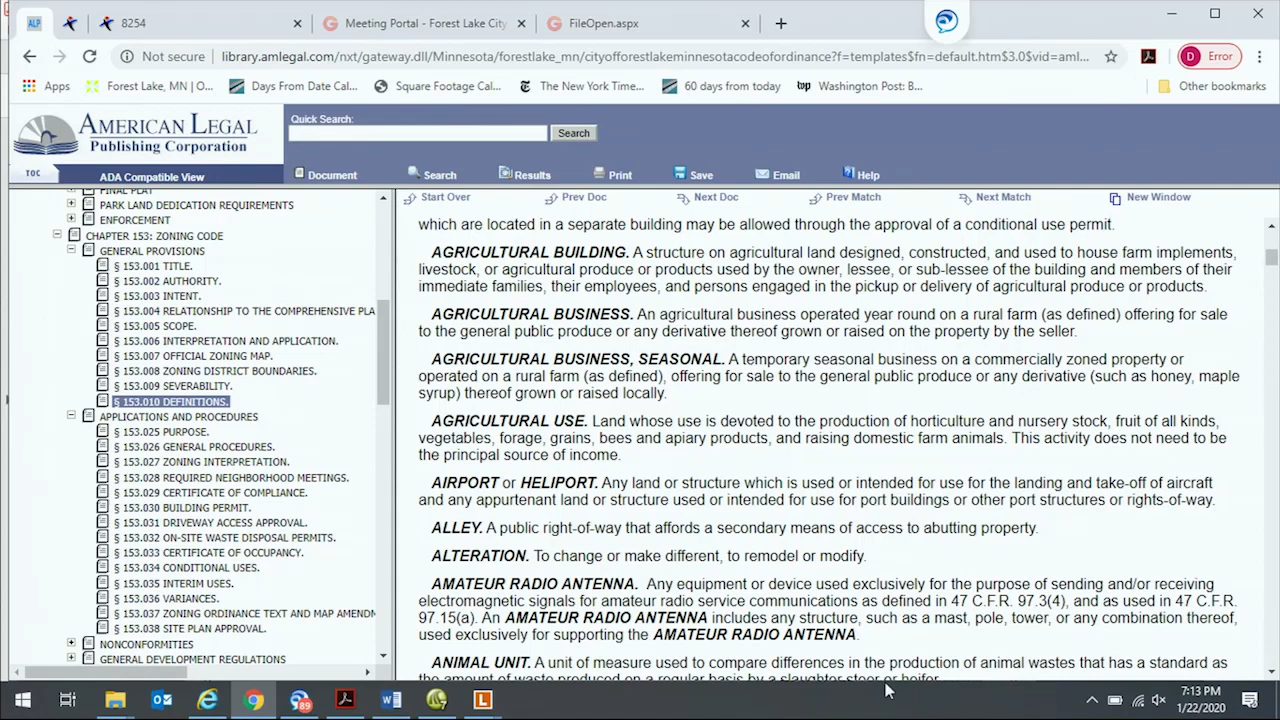 ALP
8254
Meeting Portal - Forest Lake City
FileOpen.aspx
Not secure
library.amlegal.com/nxt/gateway.dll/Minnesota/forestlake_mn/cityofforestlakeminnesotacodeofordinance?f=templates$fn=default.htm$3.0$vid=aml...
D Error
Apps
Forest Lake, MN | O...
Days From Date Cal...
Square Footage Cal...
The New York Time...
60 days from today
wp Washington Post: B...
Other bookmarks
AMERICAN LEGAL
Publishing Corporation
Quick Search:
Search
TOC
ADA Compatible View
Document
Search
Results
Print
Save
Email
Help
Start Over
Prev Doc
Next Doc
Prev Match
Next Match
New Window
FINAL PLAT
PARK LAND DEDICATION REQUIREMENTS
ENFORCEMENT
CHAPTER 153: ZONING CODE
GENERAL PROVISIONS
§ 153.001 TITLE.
§ 153.002 AUTHORITY.
§ 153.003 INTENT.
§ 153.004 RELATIONSHIP TO THE COMPREHENSIVE PLA
§ 153.005 SCOPE.
§ 153.006 INTERPRETATION AND APPLICATION.
§ 153.007 OFFICIAL ZONING MAP.
§ 153.008 ZONING DISTRICT BOUNDARIES.
§ 153.009 SEVERABILITY.
§ 153.010 DEFINITIONS.
APPLICATIONS AND PROCEDURES
§ 153.025 PURPOSE.
§ 153.026 GENERAL PROCEDURES.
§ 153.027 ZONING INTERPRETATION.
§ 153.028 REQUIRED NEIGHBORHOOD MEETINGS.
§ 153.029 CERTIFICATE OF COMPLIANCE.
§ 153.030 BUILDING PERMIT.
§ 153.031 DRIVEWAY ACCESS APPROVAL.
§ 153.032 ON-SITE WASTE DISPOSAL PERMITS.
§ 153.033 CERTIFICATE OF OCCUPANCY.
§ 153.034 CONDITIONAL USES.
§ 153.035 INTERIM USES.
§ 153.036 VARIANCES.
§ 153.037 ZONING ORDINANCE TEXT AND MAP AMENDM
§ 153.038 SITE PLAN APPROVAL.
NONCONFORMITIES
GENERAL DEVELOPMENT REGULATIONS
which are located in a separate building may be allowed through the approval of a conditional use permit.
AGRICULTURAL BUILDING. A structure on agricultural land designed, constructed, and used to house farm implements,
livestock, or agricultural produce or products used by the owner, lessee, or sub-lessee of the building and members of their
immediate families, their employees, and persons engaged in the pickup or delivery of agricultural produce or products.
AGRICULTURAL BUSINESS. An agricultural business operated year round on a rural farm (as defined) offering for sale
to the general public produce or any derivative thereof grown or raised on the property by the seller.
AGRICULTURAL BUSINESS, SEASONAL. A temporary seasonal business on a commercially zoned property or
operated on a rural farm (as defined), offering for sale to the general public produce or any derivative (such as honey, maple
syrup) thereof grown or raised locally.
AGRICULTURAL USE. Land whose use is devoted to the production of horticulture and nursery stock, fruit of all kinds,
vegetables, forage, grains, bees and apiary products, and raising domestic farm animals. This activity does not need to be
the principal source of income.
AIRPORT or HELIPORT. Any land or structure which is used or intended for use for the landing and take-off of aircraft
and any appurtenant land or structure used or intended for use for port buildings or other port structures or rights-of-way.
ALLEY. A public right-of-way that affords a secondary means of access to abutting property.
ALTERATION. To change or make different, to remodel or modify.
AMATEUR RADIO ANTENNA. Any equipment or device used exclusively for the purpose of sending and/or receiving
electromagnetic signals for amateur radio service communications as defined in 47 C.F.R. 97.3(4), and as used in 47 C.F.R.
97.15(a). An AMATEUR RADIO ANTENNA includes any structure, such as a mast, pole, tower, or any combination thereof,
used exclusively for supporting the AMATEUR RADIO ANTENNA.
ANIMAL UNIT. A unit of measure used to compare differences in the production of animal wastes that has a standard as
the amount of waste produced on a regular basis by a slaughter steer or heifer.
89
7:13 PM
1/22/2020